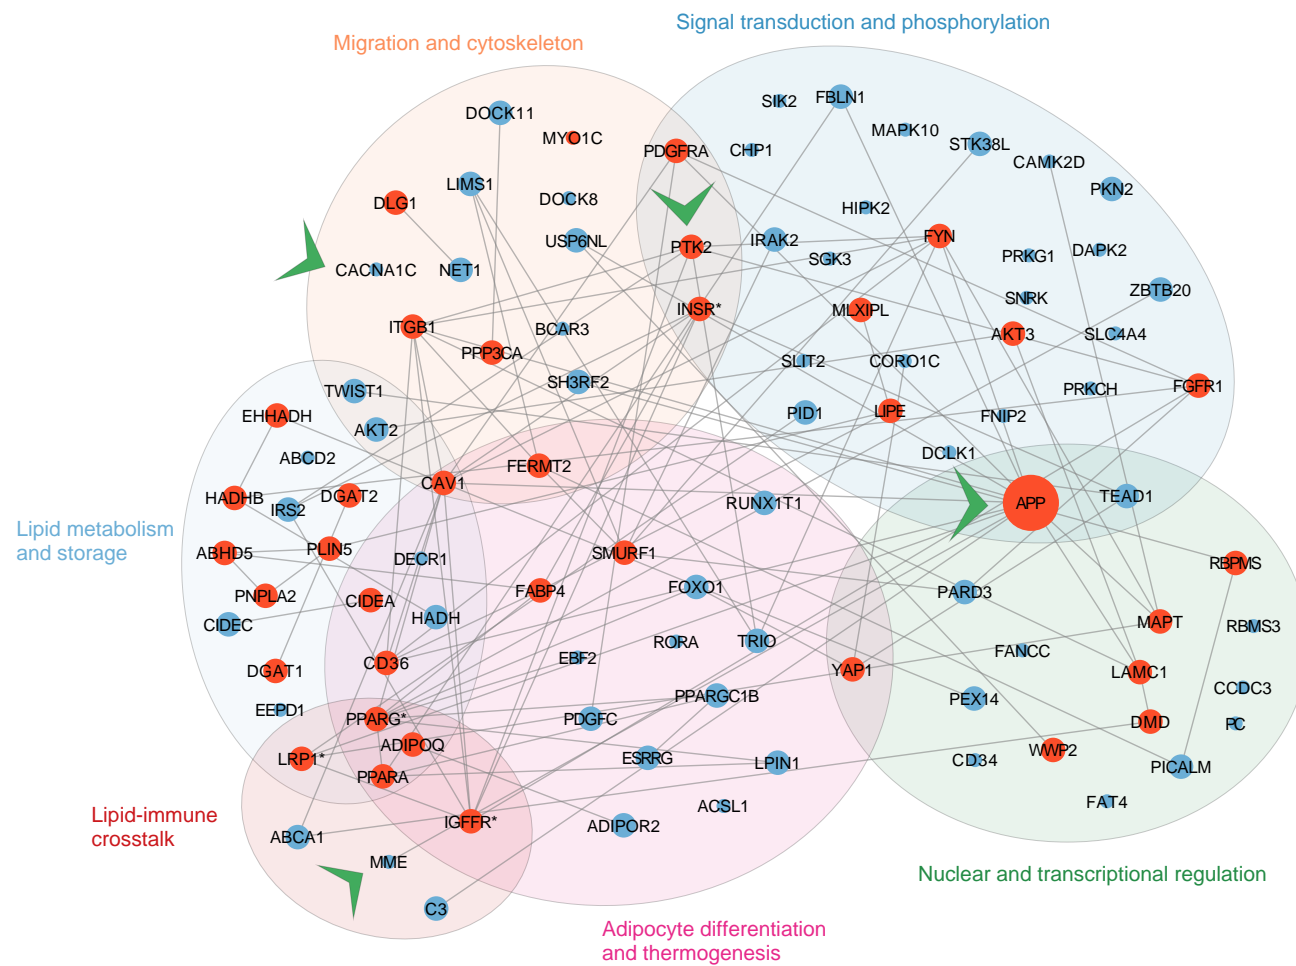 Signal transduction and phosphorylation
Migration and cytoskeleton
SIK2
FBLN1
DOCK11
MAPK10
MYO1C
STK38L
PDGFRA
CHP1
CAMK2D
LIMS1
PKN2
DLG1
DOCK8
HIPK2
USP6NL
PTK2
IRAK2
FYN
SGK3
PRKG1
DAPK2
CACNA1C
NET1
ZBTB20
SNRK
INSR*
MLXIPL
ITGB1
BCAR3
AKT3
SLC4A4
PPP3CA
SLIT2
CORO1C
SH3RF2
TWIST1
PRKCH
FGFR1
EHHADH
PID1
LIPE
FNIP2
AKT2
ABCD2
DCLK1
FERMT2
CAV1
HADHB
DGAT2
IRS2
RUNX1T1
APP
TEAD1
Lipid metabolism
and storage
ABHD5
PLIN5
DECR1
SMURF1
RBPMS
FOXO1
FABP4
PARD3
PNPLA2
CIDEA
HADH
CIDEC
MAPT
RBMS3
RORA
TRIO
FANCC
EBF2
CD36
DGAT1
YAP1
LAMC1
CCDC3
PPARGC1B
PEX14
EEPD1
PPARG*
PDGFC
DMD
PC
ADIPOQ
WWP2
LRP1*
ESRRG
LPIN1
CD34
PICALM
PPARA
FAT4
ACSL1
Lipid-immune
crosstalk
IGFFR*
ADIPOR2
ABCA1
MME
Nuclear and transcriptional regulation
C3
Adipocyte differentiation
and thermogenesis